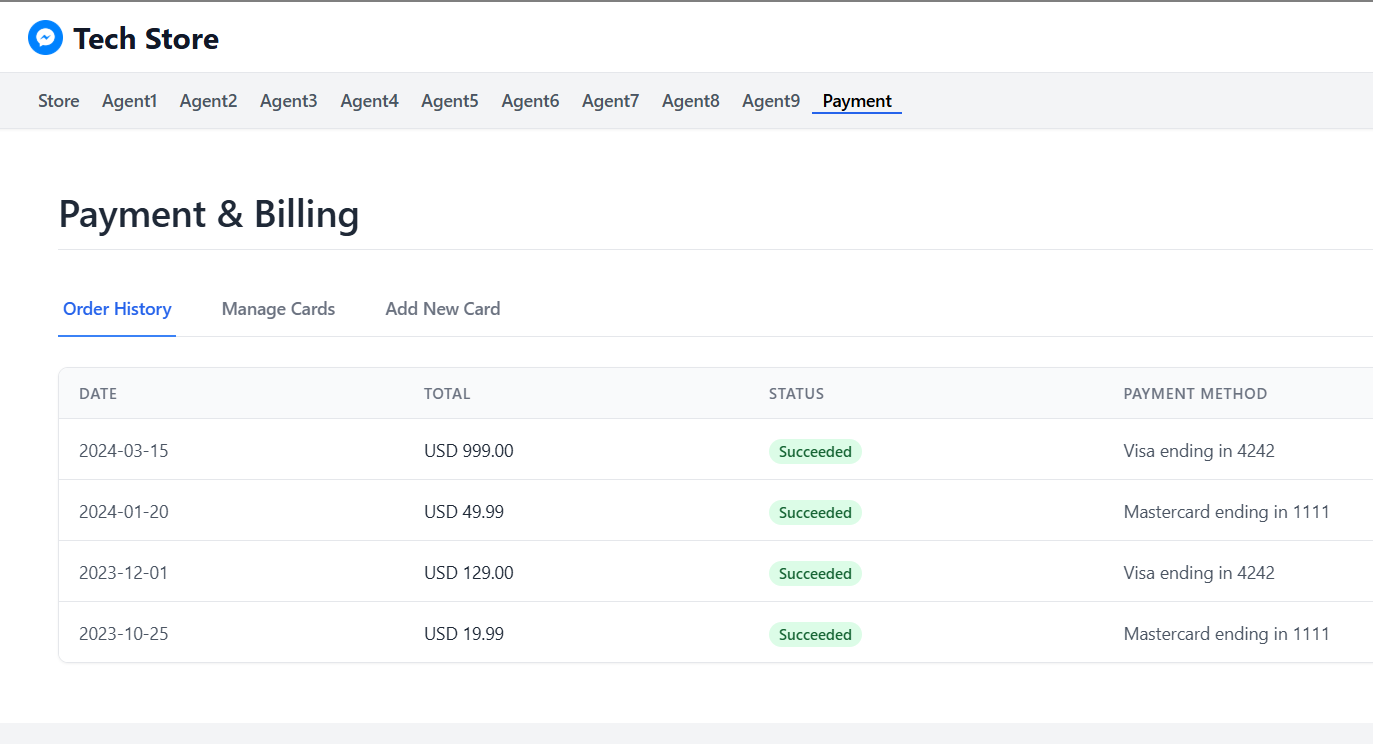 Tech Store
Store Agent1 Agent2 Agent3 Agent4 Agent5 Agent6 Agent7 Agent8 Agent9 Payment
Payment & Billing
Order History Manage Cards Add New Card
DATE TOTAL STATUS PAYMENT METHOD
2024-03-15 USD 999.00 Succeeded Visa ending in 4242
2024-01-20 USD 49.99 Succeeded Mastercard ending in 1111
2023-12-01 USD 129.00 Succeeded Visa ending in 4242
2023-10-25 USD 19.99 Succeeded Mastercard ending in 1111